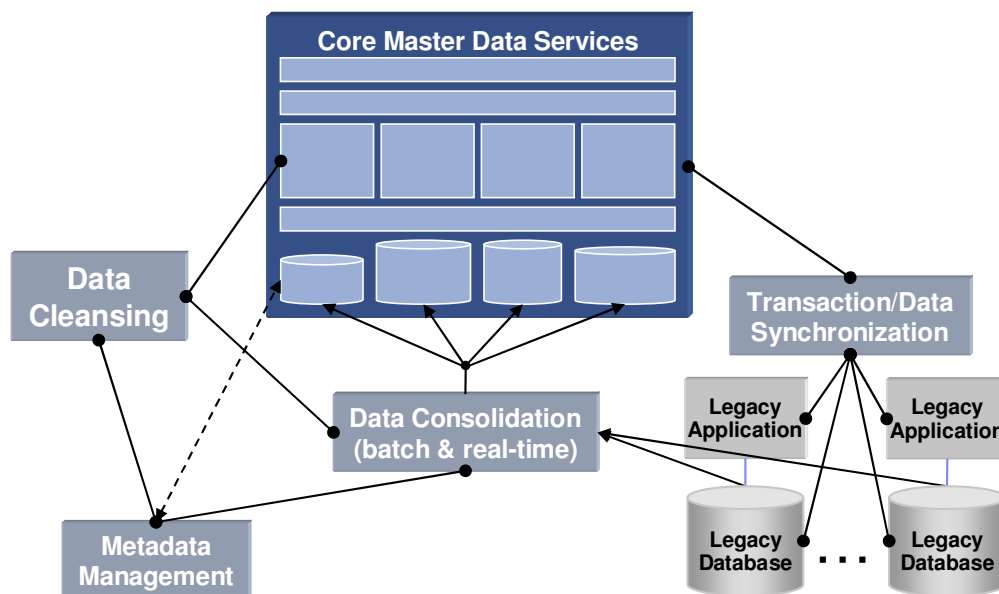 Core Master Data Services
Data
Cleansing
Transaction/Data
Synchronization
Data Consolidation
(batch & real-time)
Legacy
Application
Legacy
Application
Metadata
Management
Legacy
Database
. . .
Legacy
Database